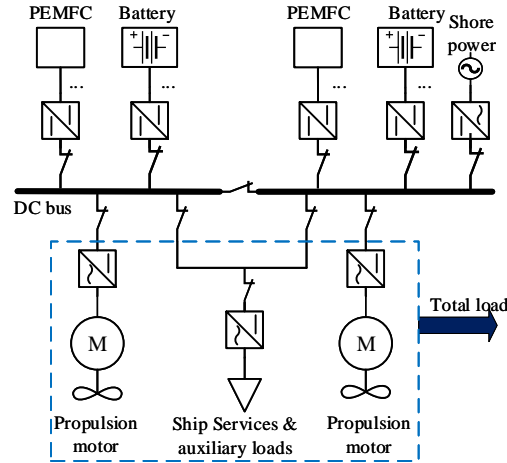 PEMFC
Battery
PEMFC
Battery
Shore
power
+
-
+
-
...
...
...
...
DC bus
Total load
M
M
Propulsion
motor
Ship Services &
auxiliary loads
Propulsion
motor